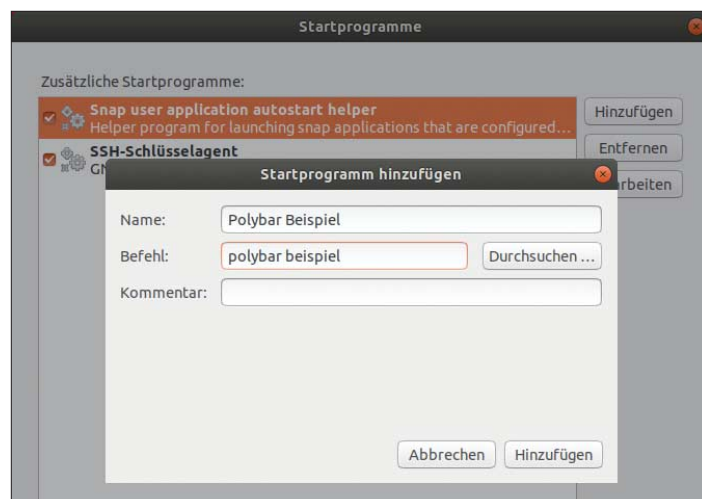 Startprogramme
Zusätzliche Startprogramme:
Snap user application autostart helper
Helper program for launching snap applications that are configured...
Hinzufügen
SSH-Schlüsselagent
Entfernen
Startprogramm hinzufügen
Name:
Polybar Beispiel
Befehl:
polybar beispiel
Durchsuchen ...
Kommentar:
Abbrechen
Hinzufügen